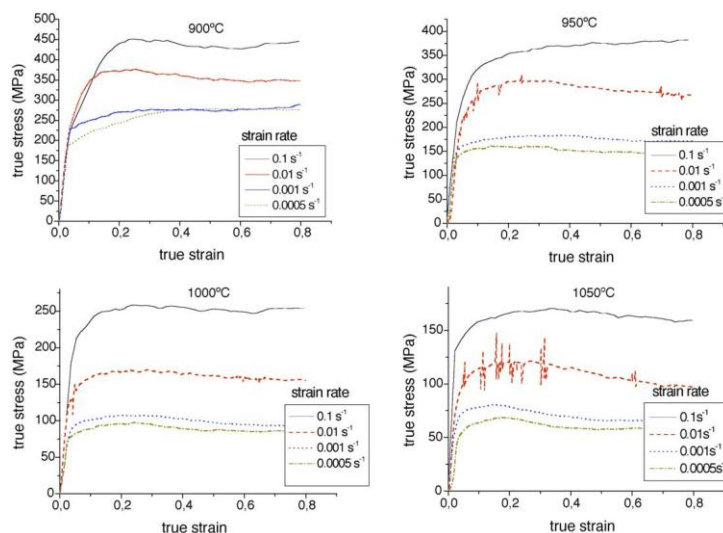 900ºC
true stress (MPa)
500
450
400
350
300
250
200
150
100
50
0
0,0
0,2
0,4
0,6
0,8
true strain
strain rate
0.1 s⁻¹
0.01 s⁻¹
0.001 s⁻¹
0.0005 s⁻¹
950ºC
true stress (MPa)
400
350
300
250
200
150
100
50
0
0,0
0,2
0,4
0,6
0,8
true strain
strain rate
0.1 s⁻¹
0.01 s⁻¹
0.001 s⁻¹
0.0005 s⁻¹
1000ºC
true stress (MPa)
250
200
150
100
50
0
0,0
0,2
0,4
0,6
0,8
true strain
strain rate
0.1 s⁻¹
0.01 s⁻¹
0.001 s⁻¹
0.0005 s⁻¹
1050ºC
true stress (MPa)
150
100
50
0
0,0
0,2
0,4
0,6
0,8
true strain
strain rate
0.1s⁻¹
0.01s⁻¹
0.001s⁻¹
0.0005s⁻¹